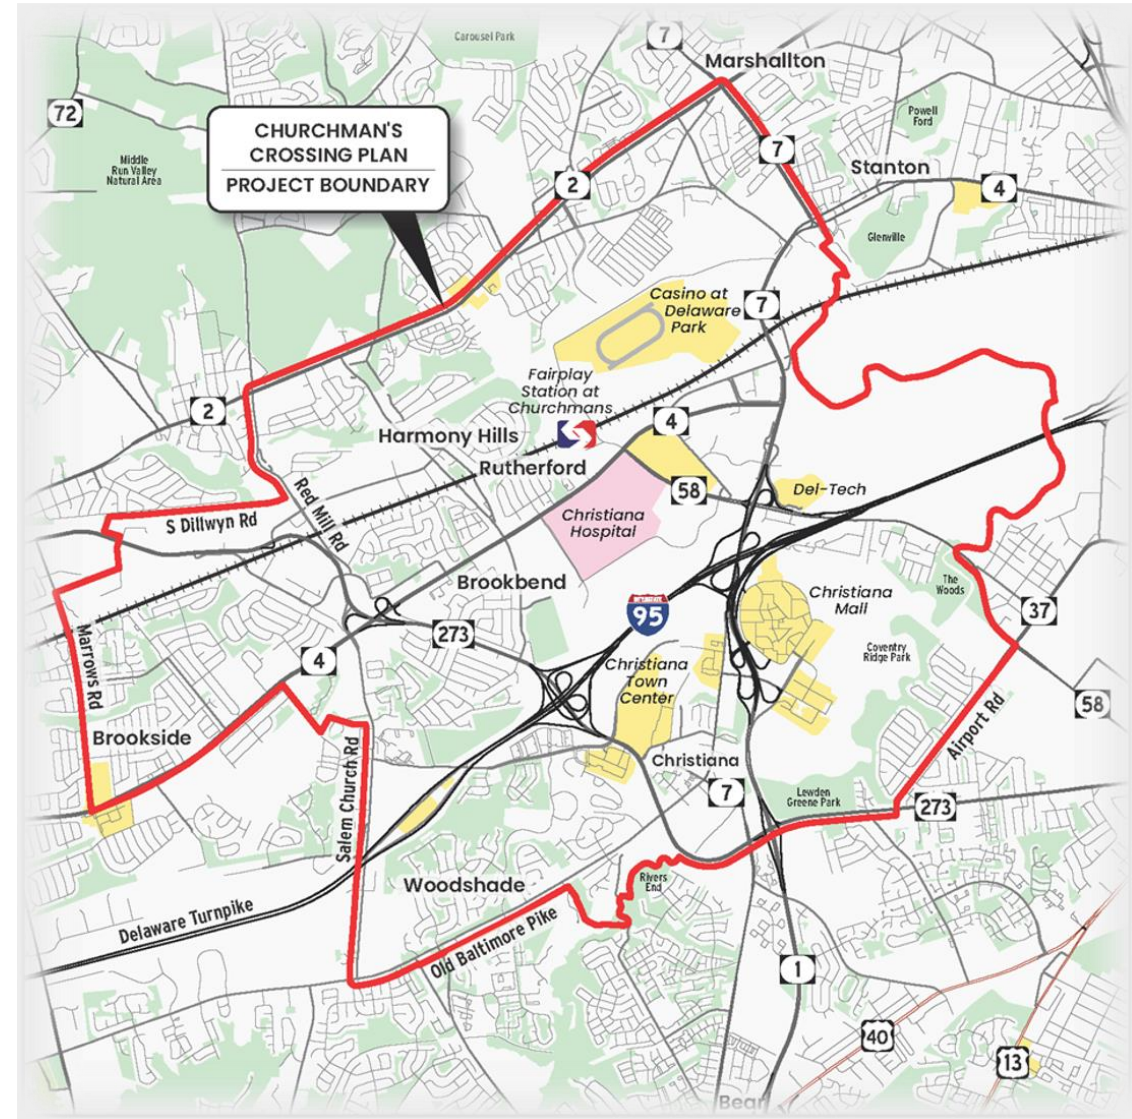 Carousel Park
7
Marshallton
72
CHURCHMAN'S
CROSSING PLAN
PROJECT BOUNDARY
Powell
Ford
Middle
Run Valley
Natural Area
7
Stanton
2
4
Glenville
Casino at
Delaware
Park
7
Fairplay
Station at
Churchmans
2
4
Harmony Hills
Rutherford
58
Del-Tech
Red Mill Rd
S Dillwyn Rd
Christiana
Hospital
Brookbend
The
Woods
Christiana
Mall
INTERSTATE
95
37
273
Marrows Rd
4
Christiana
Town
Center
Coventry
Ridge Park
58
Brookside
Airport Rd
Salem Church Rd
Christiana
7
Lewden
Greene Park
273
Woodshade
Rivers
End
Delaware Turnpike
Old Baltimore Pike
1
40
13
Bear